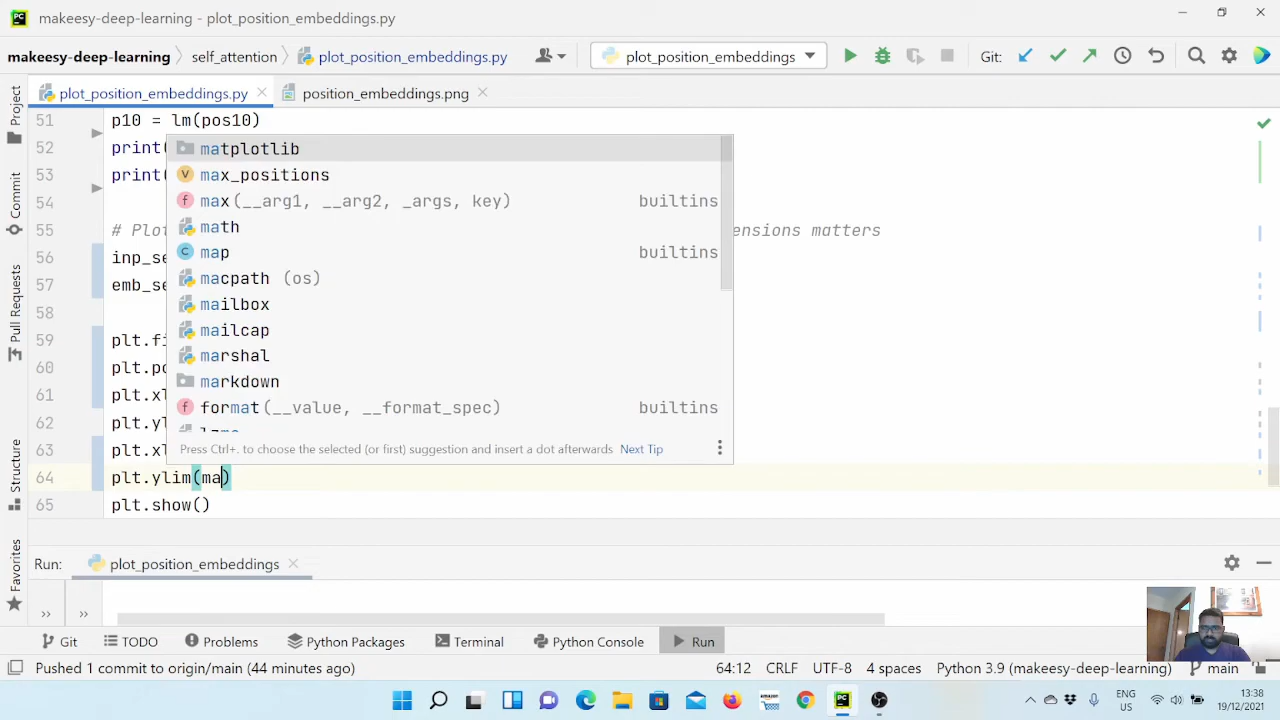 makeesy-deep-learning - plot_position_embeddings.py
makeesy-deep-learning self_attention plot_position_embeddings.py plot_position_embeddings Git:
plot_position_embeddings.py position_embeddings.png
Project
Commit
Pull Requests
Structure
Favorites
51 p10 = lm(pos10)
matplotlib
52 print(
max_positions
53 print(
max(__arg1, __arg2, _args, key) builtins
54
math
55 # Plot ensions matters
map builtins
56 inp_se
macpath (os)
57 emb_se
mailbox
58
mailcap
59 plt.fi
marshal
60 plt.po
markdown
61 plt.xl
format(__value, __format_spec) builtins
62 plt.yl
63 plt.xl
Press Ctrl+. to choose the selected (or first) suggestion and insert a dot afterwards Next Tip
64 plt.ylim(ma)
65 plt.show()
Run: plot_position_embeddings
Git TODO Problems Python Packages Terminal Python Console Run
Pushed 1 commit to origin/main (44 minutes ago) 64:12 CRLF UTF-8 4 spaces Python 3.9 (makeesy-deep-learning) main
ENG
US
13:38
19/12/2021